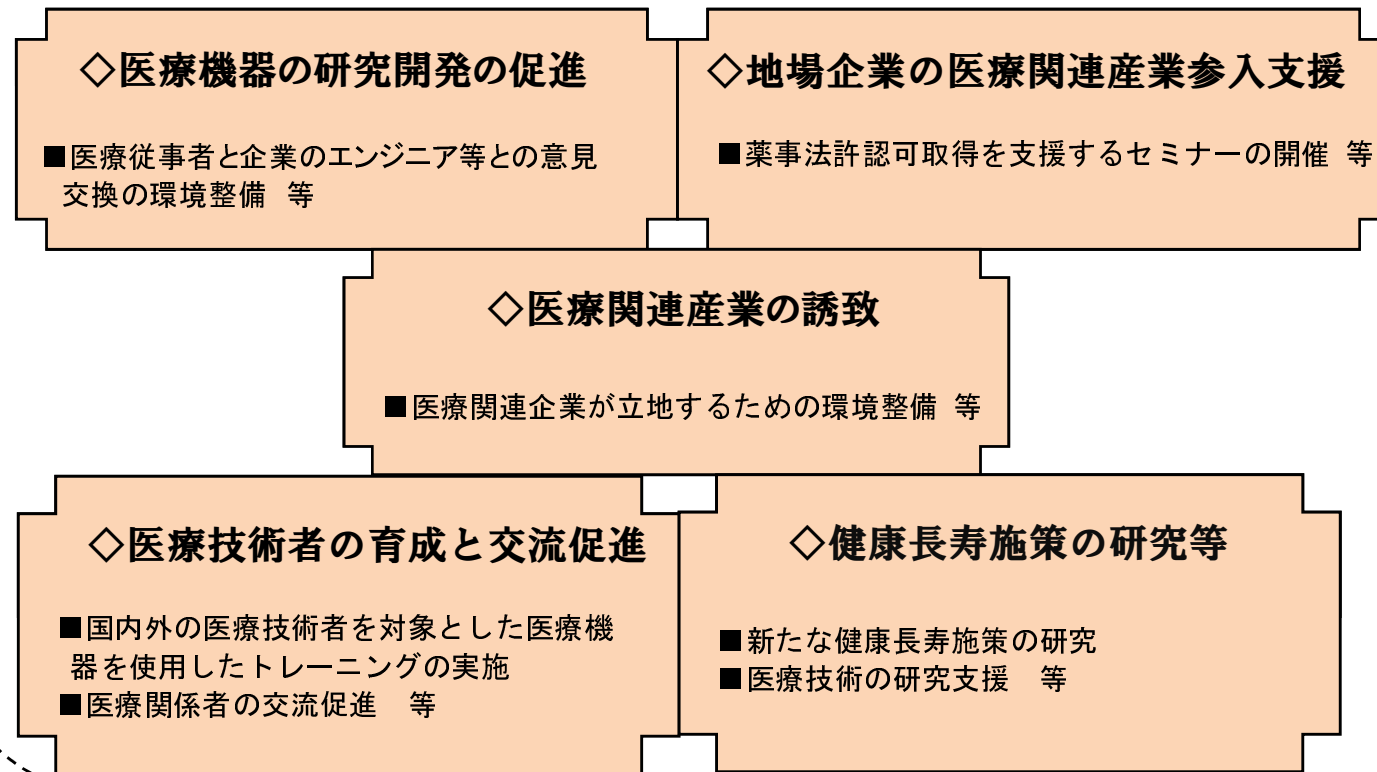 ◇医療機器の研究開発の促進
■医療従事者と企業のエンジニア等との意見
交換の環境整備 等
◇地場企業の医療関連産業参入支援
■薬事法許認可取得を支援するセミナーの開催 等
◇医療関連産業の誘致
■医療関連企業が立地するための環境整備 等
◇医療技術者の育成と交流促進
■国内外の医療技術者を対象とした医療機
器を使用したトレーニングの実施
■医療関係者の交流促進 等
◇健康長寿施策の研究等
■新たな健康長寿施策の研究
■医療技術の研究支援 等